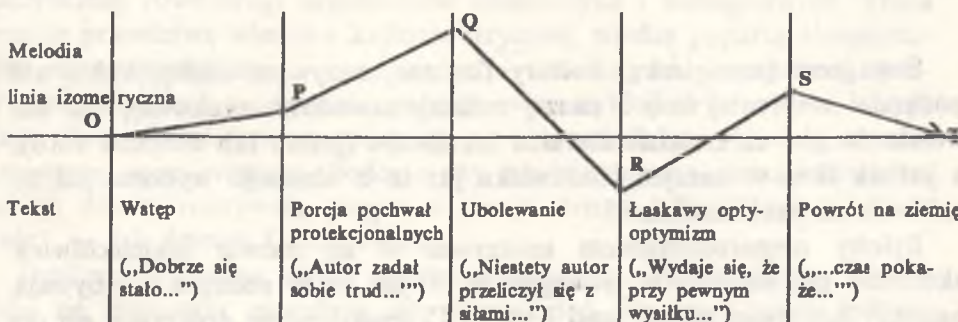 Melodia
linia izometryczna
O
P
Q
R
S
Tekst
Wstęp
(„Dobrze się
stało...”)
Porcja pochwał
protekcjonalnych
(„Autor zadał
sobie trud...'”)
Ubolewanie
(„Niestety autor
przeliczył się z
siłami...”)
Łaskawy opty-
optymizm
(„Wydaje się, że
przy pewnym
wysiłku...”)
Powrót na ziemię
(„...czas poka-
że...'”)